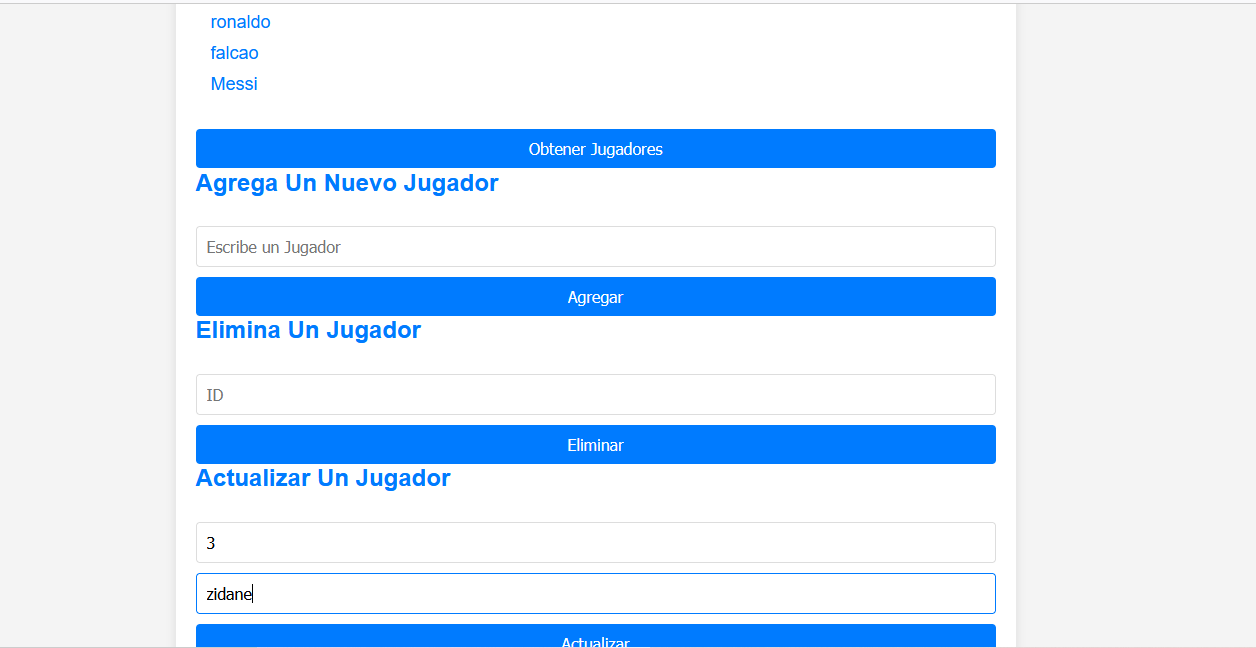 ronaldo
falcao
Messi
Obtener Jugadores
Agrega Un Nuevo Jugador
Escribe un Jugador
Agregar
Elimina Un Jugador
ID
Eliminar
Actualizar Un Jugador
3
zidane
Actualizar